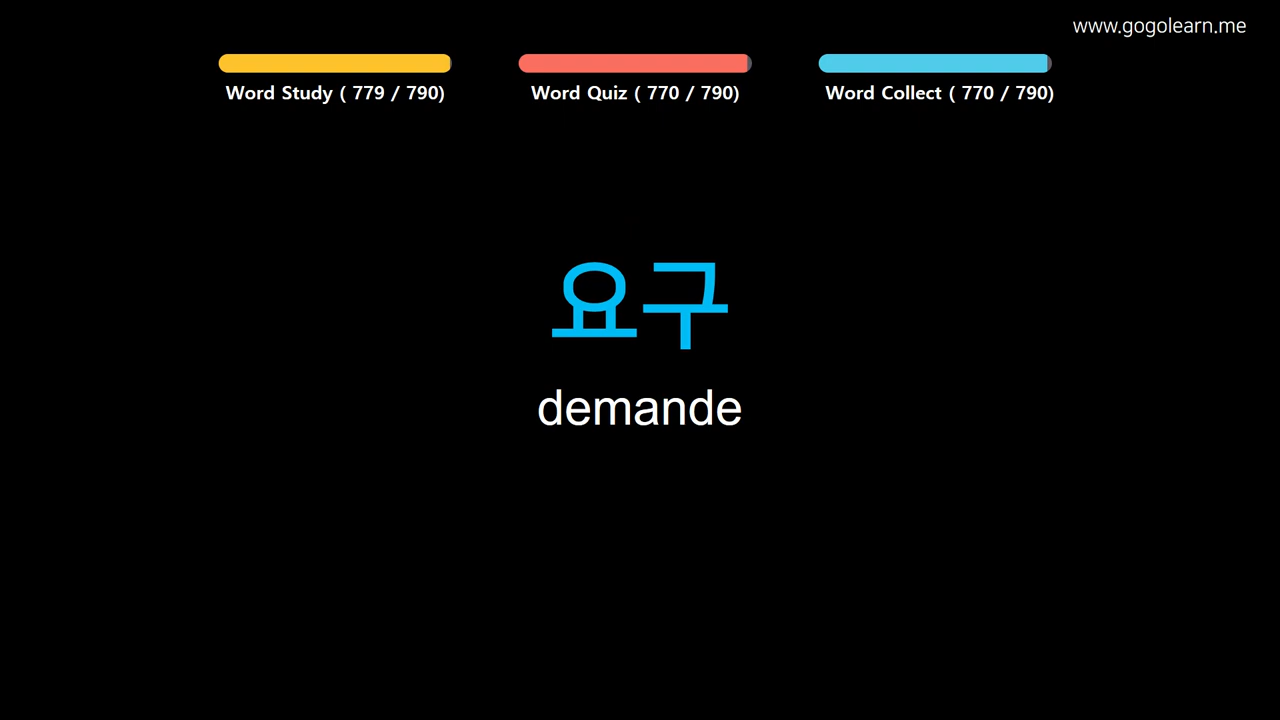 www.gogolearn.me
Word Study ( 779 / 790)
Word Quiz ( 770 / 790)
Word Collect ( 770 / 790)
요구
demande